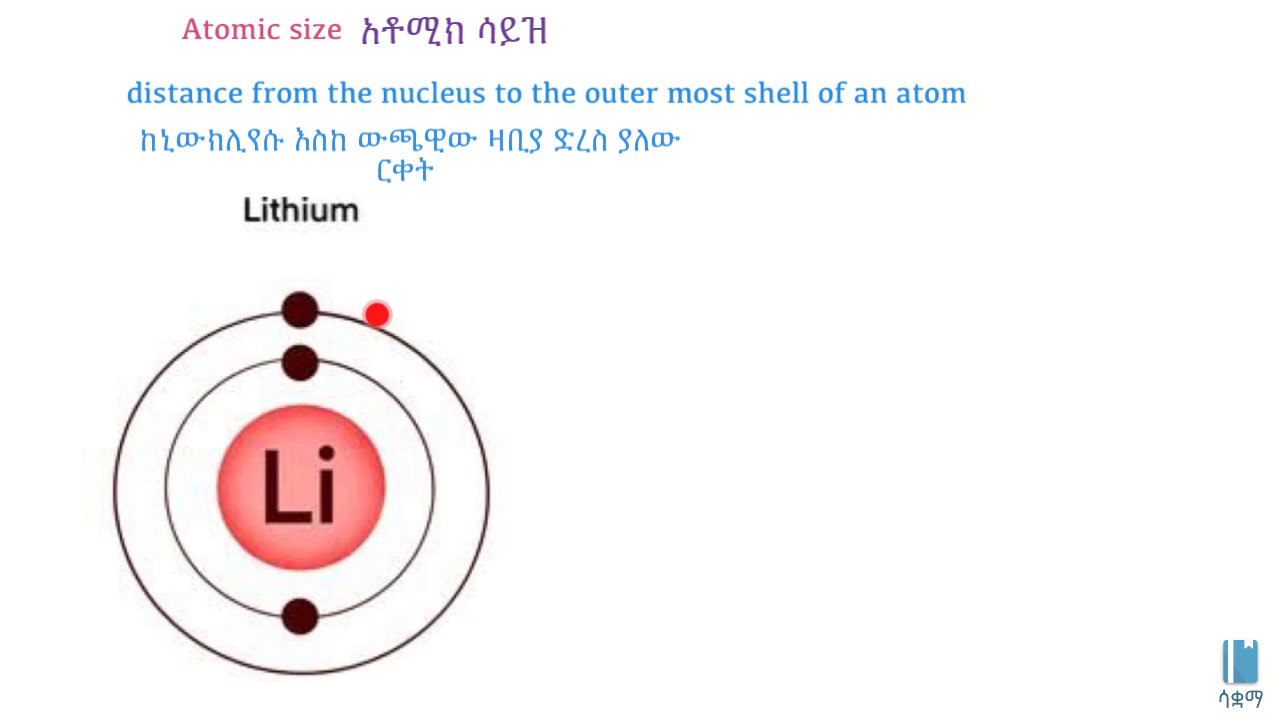 Atomic size አቶሚክ ሳይዝ
distance from the nucleus to the outer most shell of an atom
ከኒውክሊየሱ እስከ ውጫዊው ዛቢያ ድረስ ያለው
ርቀት
Lithium
Li
ሳቋማ